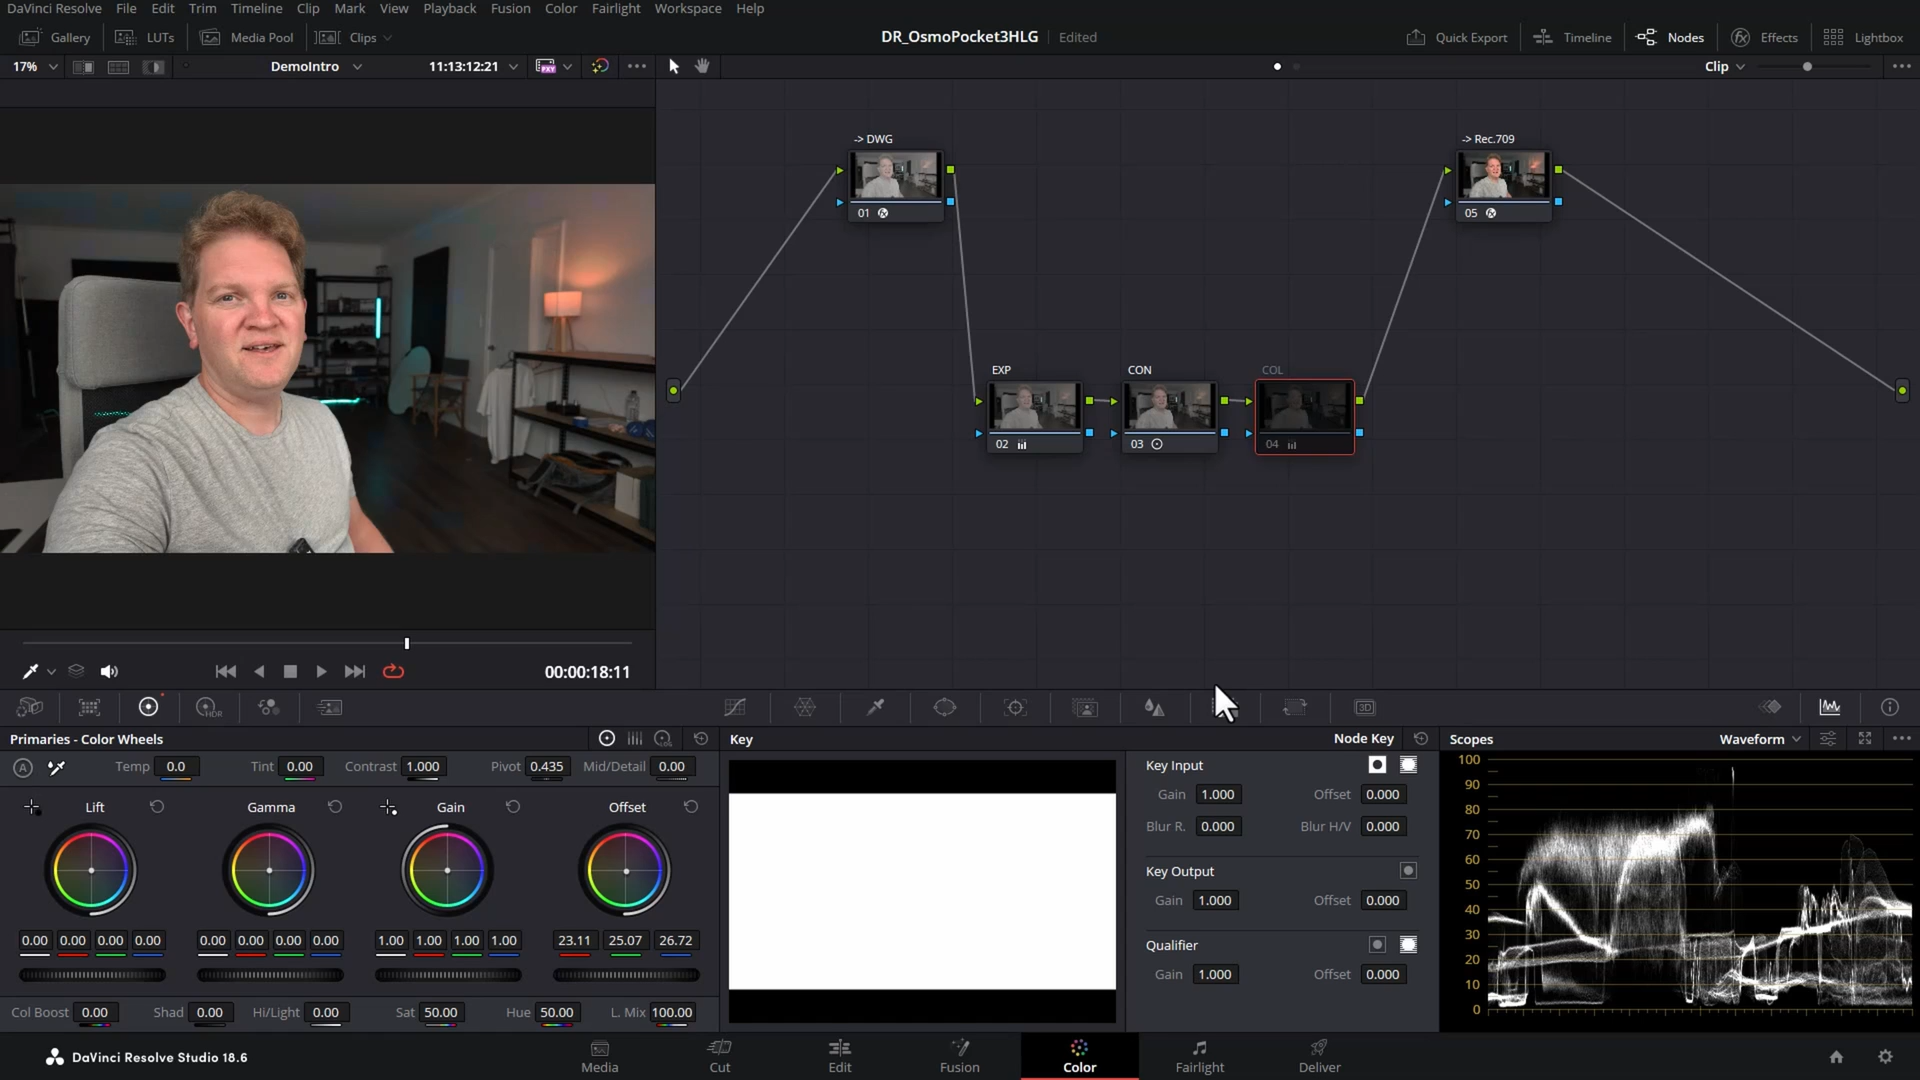 DaVinci Resolve File Edit Trim Timeline Clip Mark View Playback Fusion Color Fairlight Workspace Help
Gallery LUTs Media Pool Clips DR_OsmoPocket3HLG Edited Quick Export Timeline Nodes Effects Lightbox
17% DemoIntro 11:13:12:21 Clip
-> DWG
01
-> Rec.709
05
EXP
02
CON
03
COL
04
00:00:18:11
HDR
3D
Primaries - Color Wheels
Temp 0.0 Tint 0.00 Contrast 1.000 Pivot 0.435 Mid/Detail 0.00
Lift Gamma Gain Offset
0.00 0.00 0.00 0.00 0.00 0.00 0.00 0.00 1.00 1.00 1.00 1.00 23.11 25.07 26.72
Col Boost 0.00 Shad 0.00 Hi/Light 0.00 Sat 50.00 Hue 50.00 L. Mix 100.00
Key Node Key
Key Input
Gain 1.000 Offset 0.000
Blur R. 0.000 Blur H/V 0.000
Key Output
Gain 1.000 Offset 0.000
Qualifier
Gain 1.000 Offset 0.000
Scopes Waveform
100
90
80
70
60
50
40
30
20
10
0
DaVinci Resolve Studio 18.6
Media Cut Edit Fusion Color Fairlight Deliver